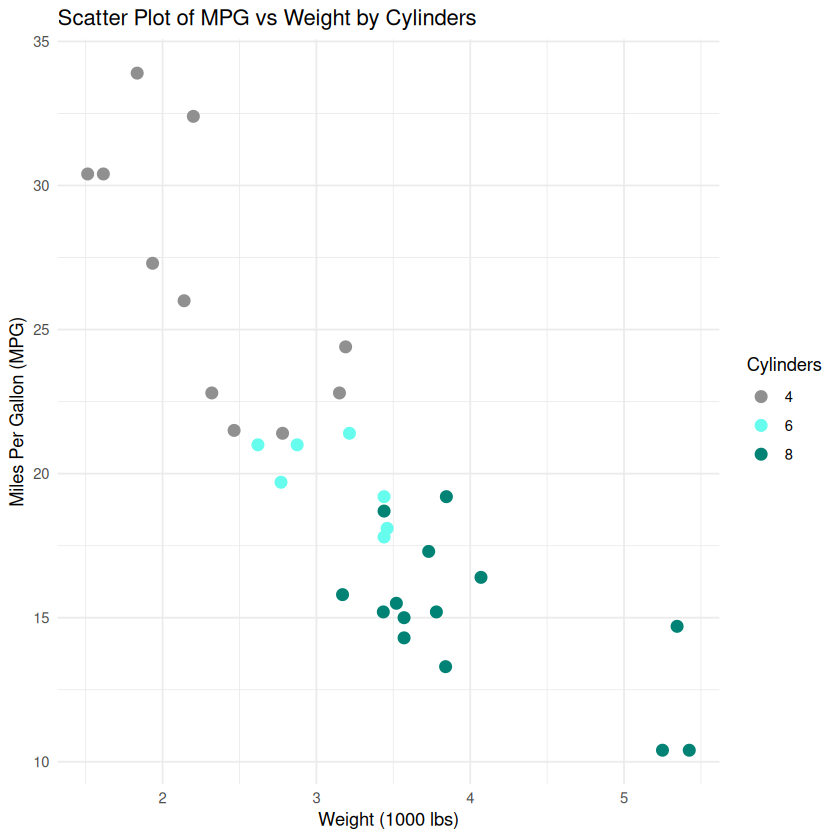 Scatter Plot of MPG vs Weight by Cylinders
Miles Per Gallon (MPG)
35
30
25
20
15
10
2 3 4 5
Weight (1000 lbs)
Cylinders
4
6
8